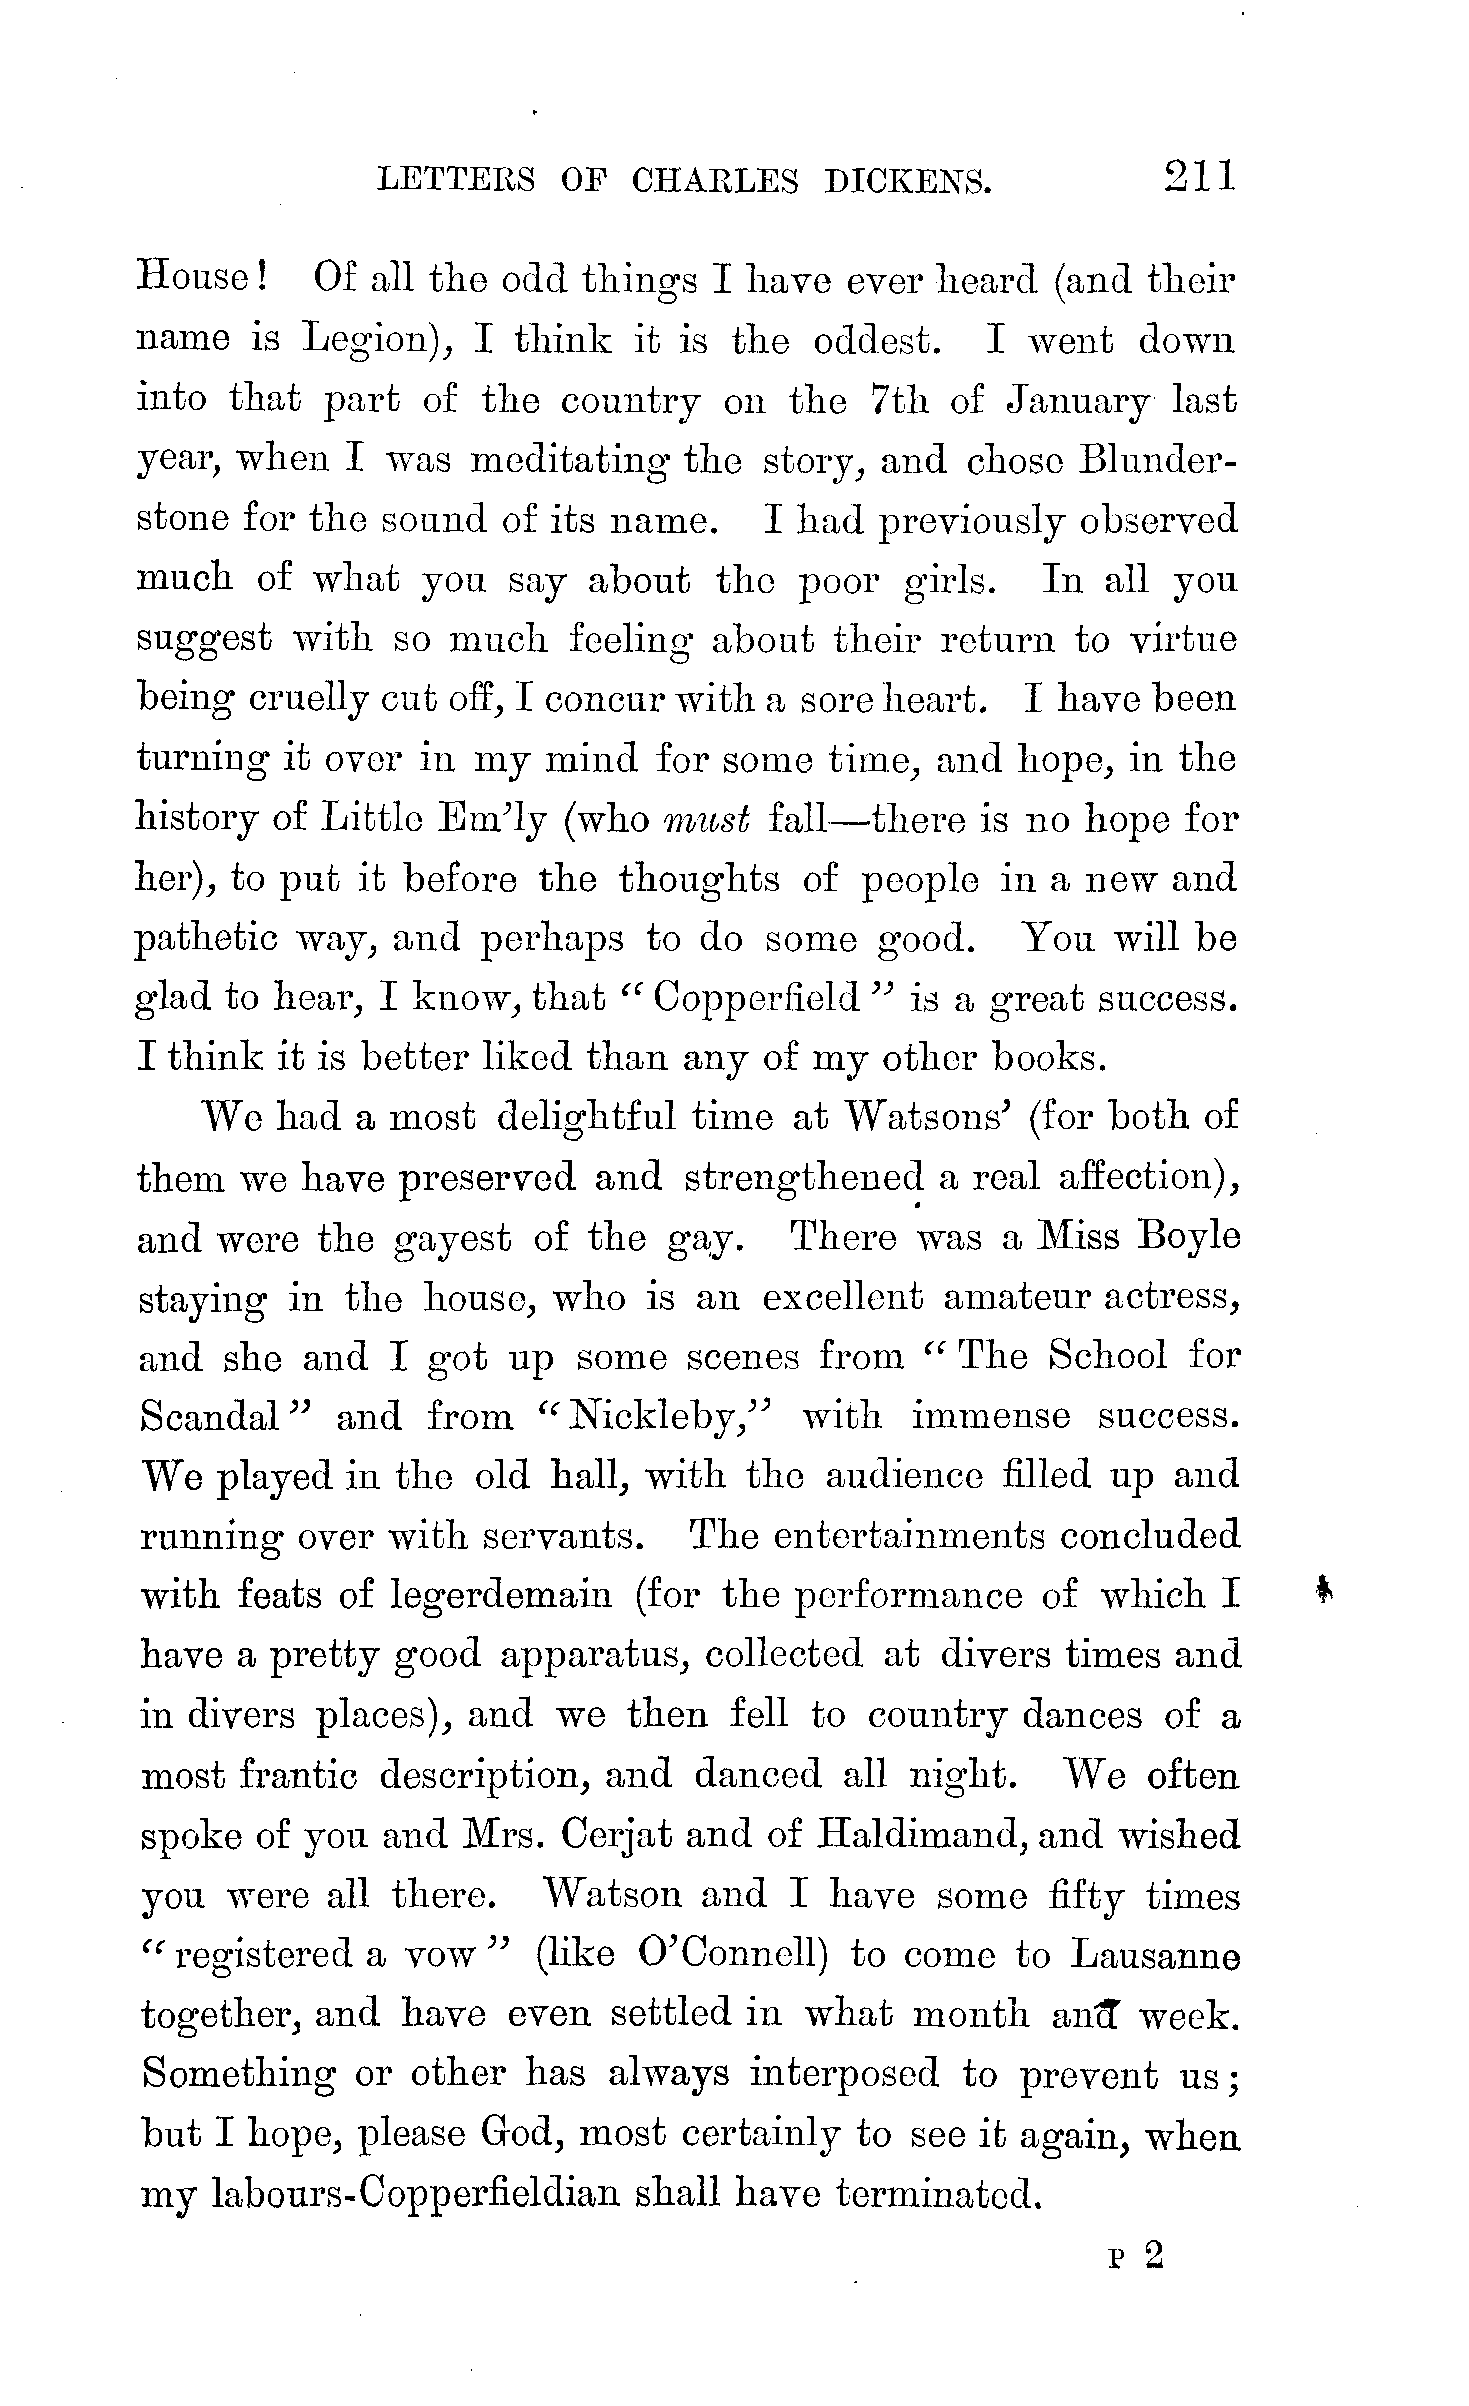 LETTERS OF CHARLES DICKENS. 211
House! Of all the odd things I have ever heard (and their
name is Legion), I think it is the oddest. I went down
into that part of the country on the 7th of January last
year, when I was meditating the story, and chose Blunder-
stone for the sound of its name. I had previously observed
much of what you say about the poor girls. In all you
suggest with so much feeling about their return to virtue
being cruelly cut off, I concur with a sore heart. I have been
turning it over in my mind for some time, and hope, in the
history of Little Em'ly (who must fall—there is no hope for
her), to put it before the thoughts of people in a new and
pathetic way, and perhaps to do some good. You will be
glad to hear, I know, that "Copperfield" is a great success.
I think it is better liked than any of my other books.
We had a most delightful time at Watsons' (for both of
them we have preserved and strengthened a real affection),
and were the gayest of the gay. There was a Miss Boyle
staying in the house, who is an excellent amateur actress,
and she and I got up some scenes from "The School for
Scandal" and from "Nickleby," with immense success.
We played in the old hall, with the audience filled up and
running over with servants. The entertainments concluded
with feats of legerdemain (for the performance of which I
have a pretty good apparatus, collected at divers times and
in divers places), and we then fell to country dances of a
most frantic description, and danced all night. We often
spoke of you and Mrs. Cerjat and of Haldimand, and wished
you were all there. Watson and I have some fifty times
"registered a vow" (like O'Connell) to come to Lausanne
together, and have even settled in what month and week.
Something or other has always interposed to prevent us;
but I hope, please God, most certainly to see it again, when
my labours-Copperfieldian shall have terminated.
P 2